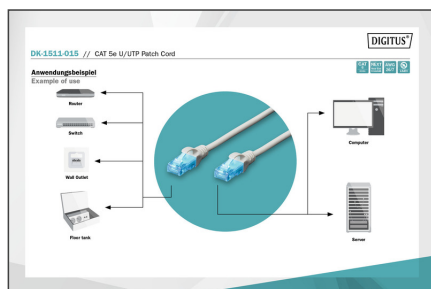 DIGITUS®
DK-1511-015 // CAT 5e U/UTP Patch Cord
Anwendungsbeispiel
Example of use
Router
Switch
Wall Outlet
Floor tank
Computer
Server